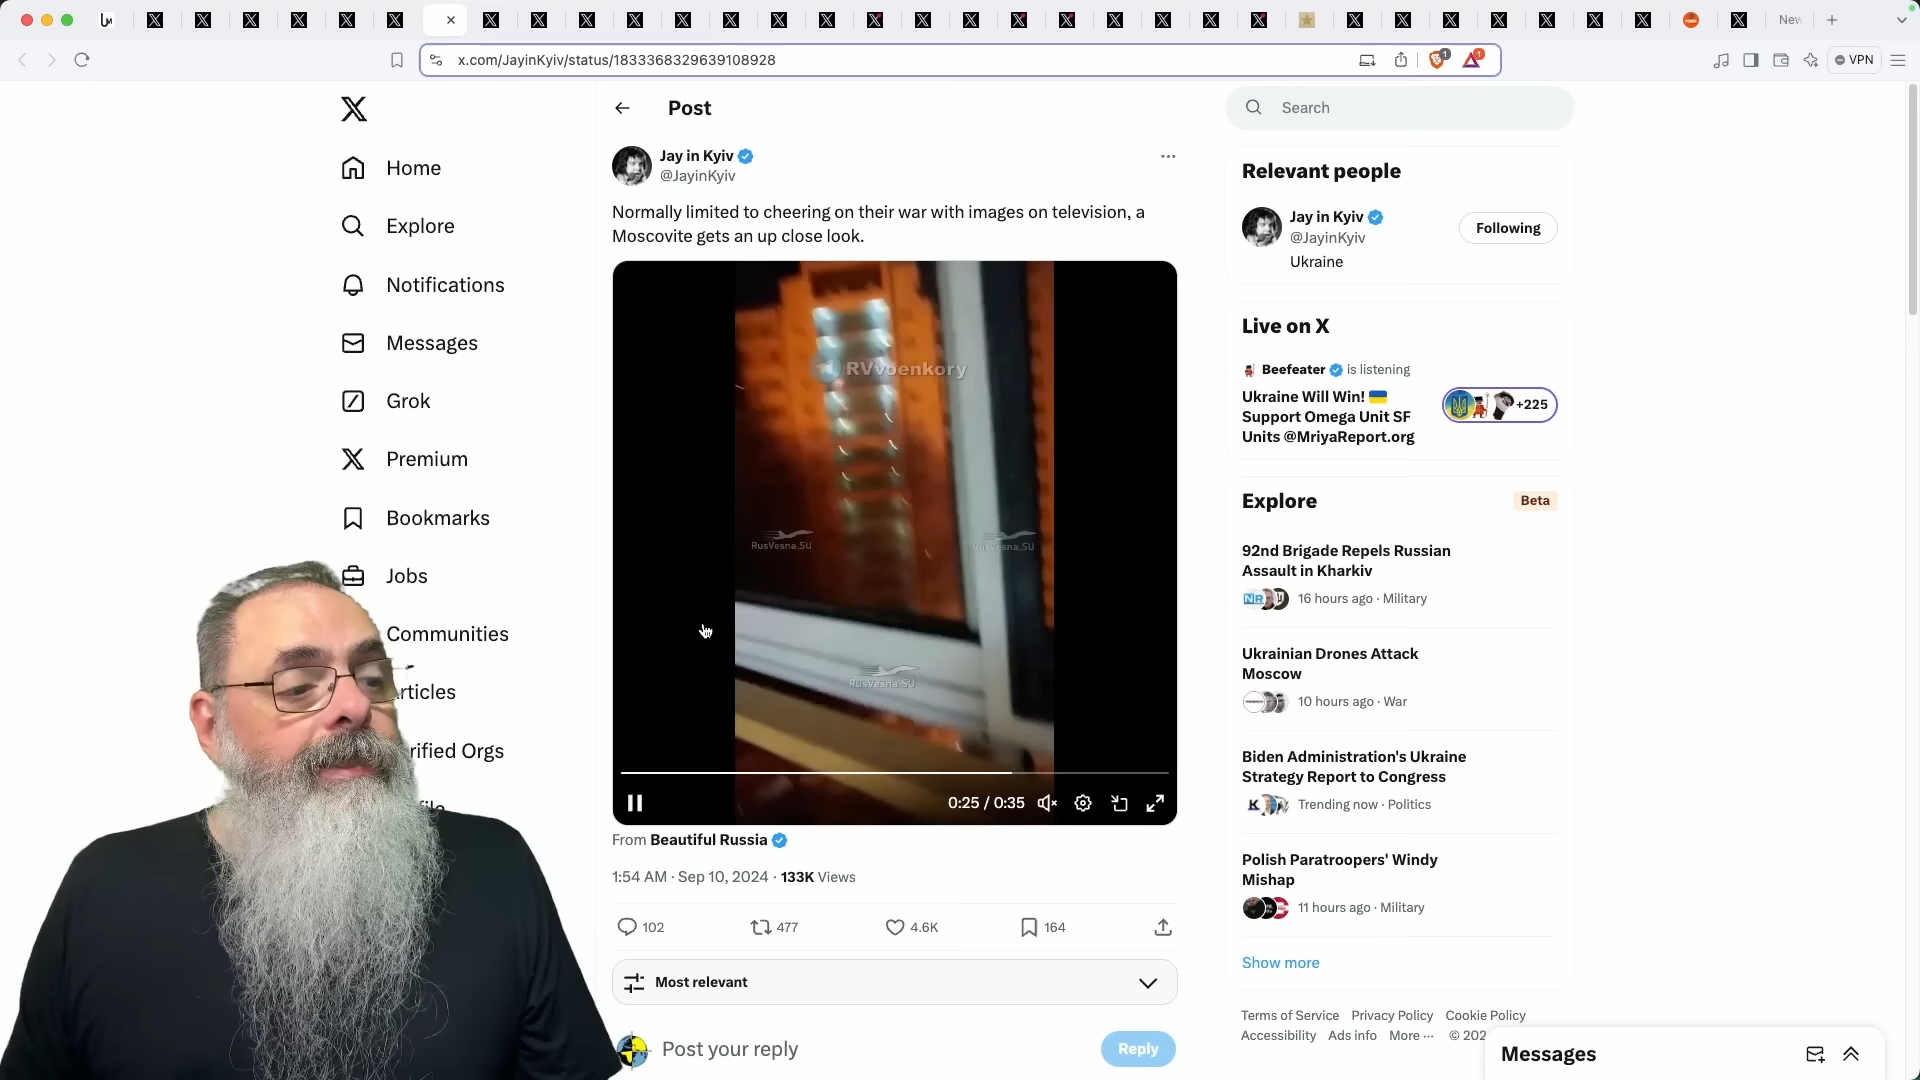 New
x.com/JayinKyiv/status/1833368329639108928
1
1
VPN
Home
Explore
Notifications
Messages
Grok
Premium
Bookmarks
Jobs
Communities
Post
Jay in Kyiv
@JayinKyiv
Normally limited to cheering on their war with images on television, a
Moscovite gets an up close look.
RVvoenkory
RusVesna.SU
RusVesna.SU
RusVesna.SU
0:25 / 0:35
From Beautiful Russia
1:54 AM · Sep 10, 2024 · 133K Views
102
477
4.6K
164
Most relevant
Post your reply
Reply
Search
Relevant people
Jay in Kyiv
@JayinKyiv
Following
Ukraine
Live on X
Beefeater is listening
Ukraine Will Win!
Support Omega Unit SF
Units @MriyaReport.org
+225
Explore
Beta
92nd Brigade Repels Russian
Assault in Kharkiv
16 hours ago · Military
Ukrainian Drones Attack
Moscow
10 hours ago · War
Biden Administration's Ukraine
Strategy Report to Congress
Trending now · Politics
Polish Paratroopers' Windy
Mishap
11 hours ago · Military
Show more
Terms of Service Privacy Policy Cookie Policy
Accessibility Ads info More ··· © 202
Messages